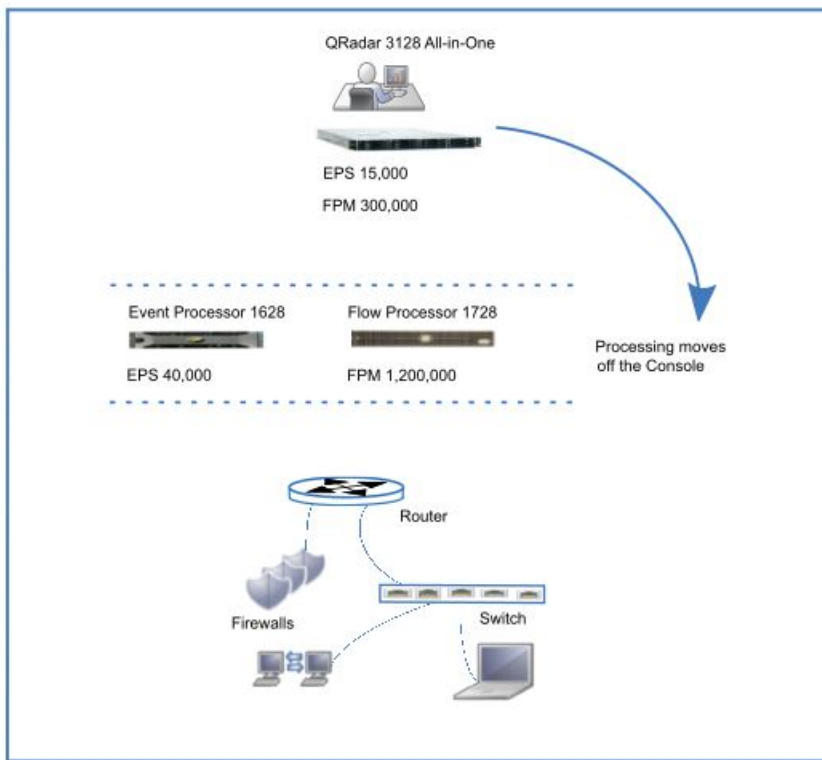 QRadar 3128 All-in-One
EPS 15,000
FPM 300,000
Event Processor 1628
Flow Processor 1728
EPS 40,000
FPM 1,200,000
Processing moves
off the Console
Router
Firewalls
Switch